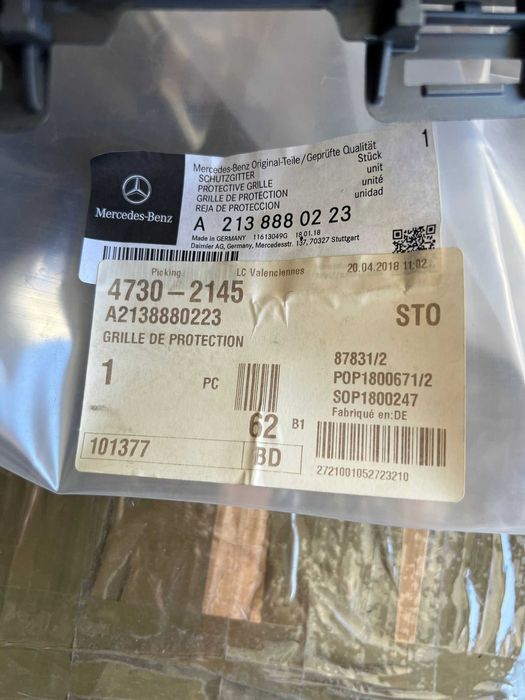 Mercedes-Benz
Mercedes-Benz Original-Teile/Geprüfte Qualität
1
SCHUTZGITTER Stück
PROTECTIVE GRILLE unit
GRILLE DE PROTECTION unité
REJA DE PROTECCION unidad
A 213 888 02 23
Made in GERMANY 11613049G 18.01.18
Daimler AG, Germany, Mercedesstr. 137, 70327 Stuttgart
Picking LC Valenciennes 20.04.2018 11:02
4730-2145
A2138880223 STO
GRILLE DE PROTECTION
1 PC
87831/2
POP1800671/2
SOP1800247
Fabriqué en:DE
62 B1
101377 BD
2721001052723210